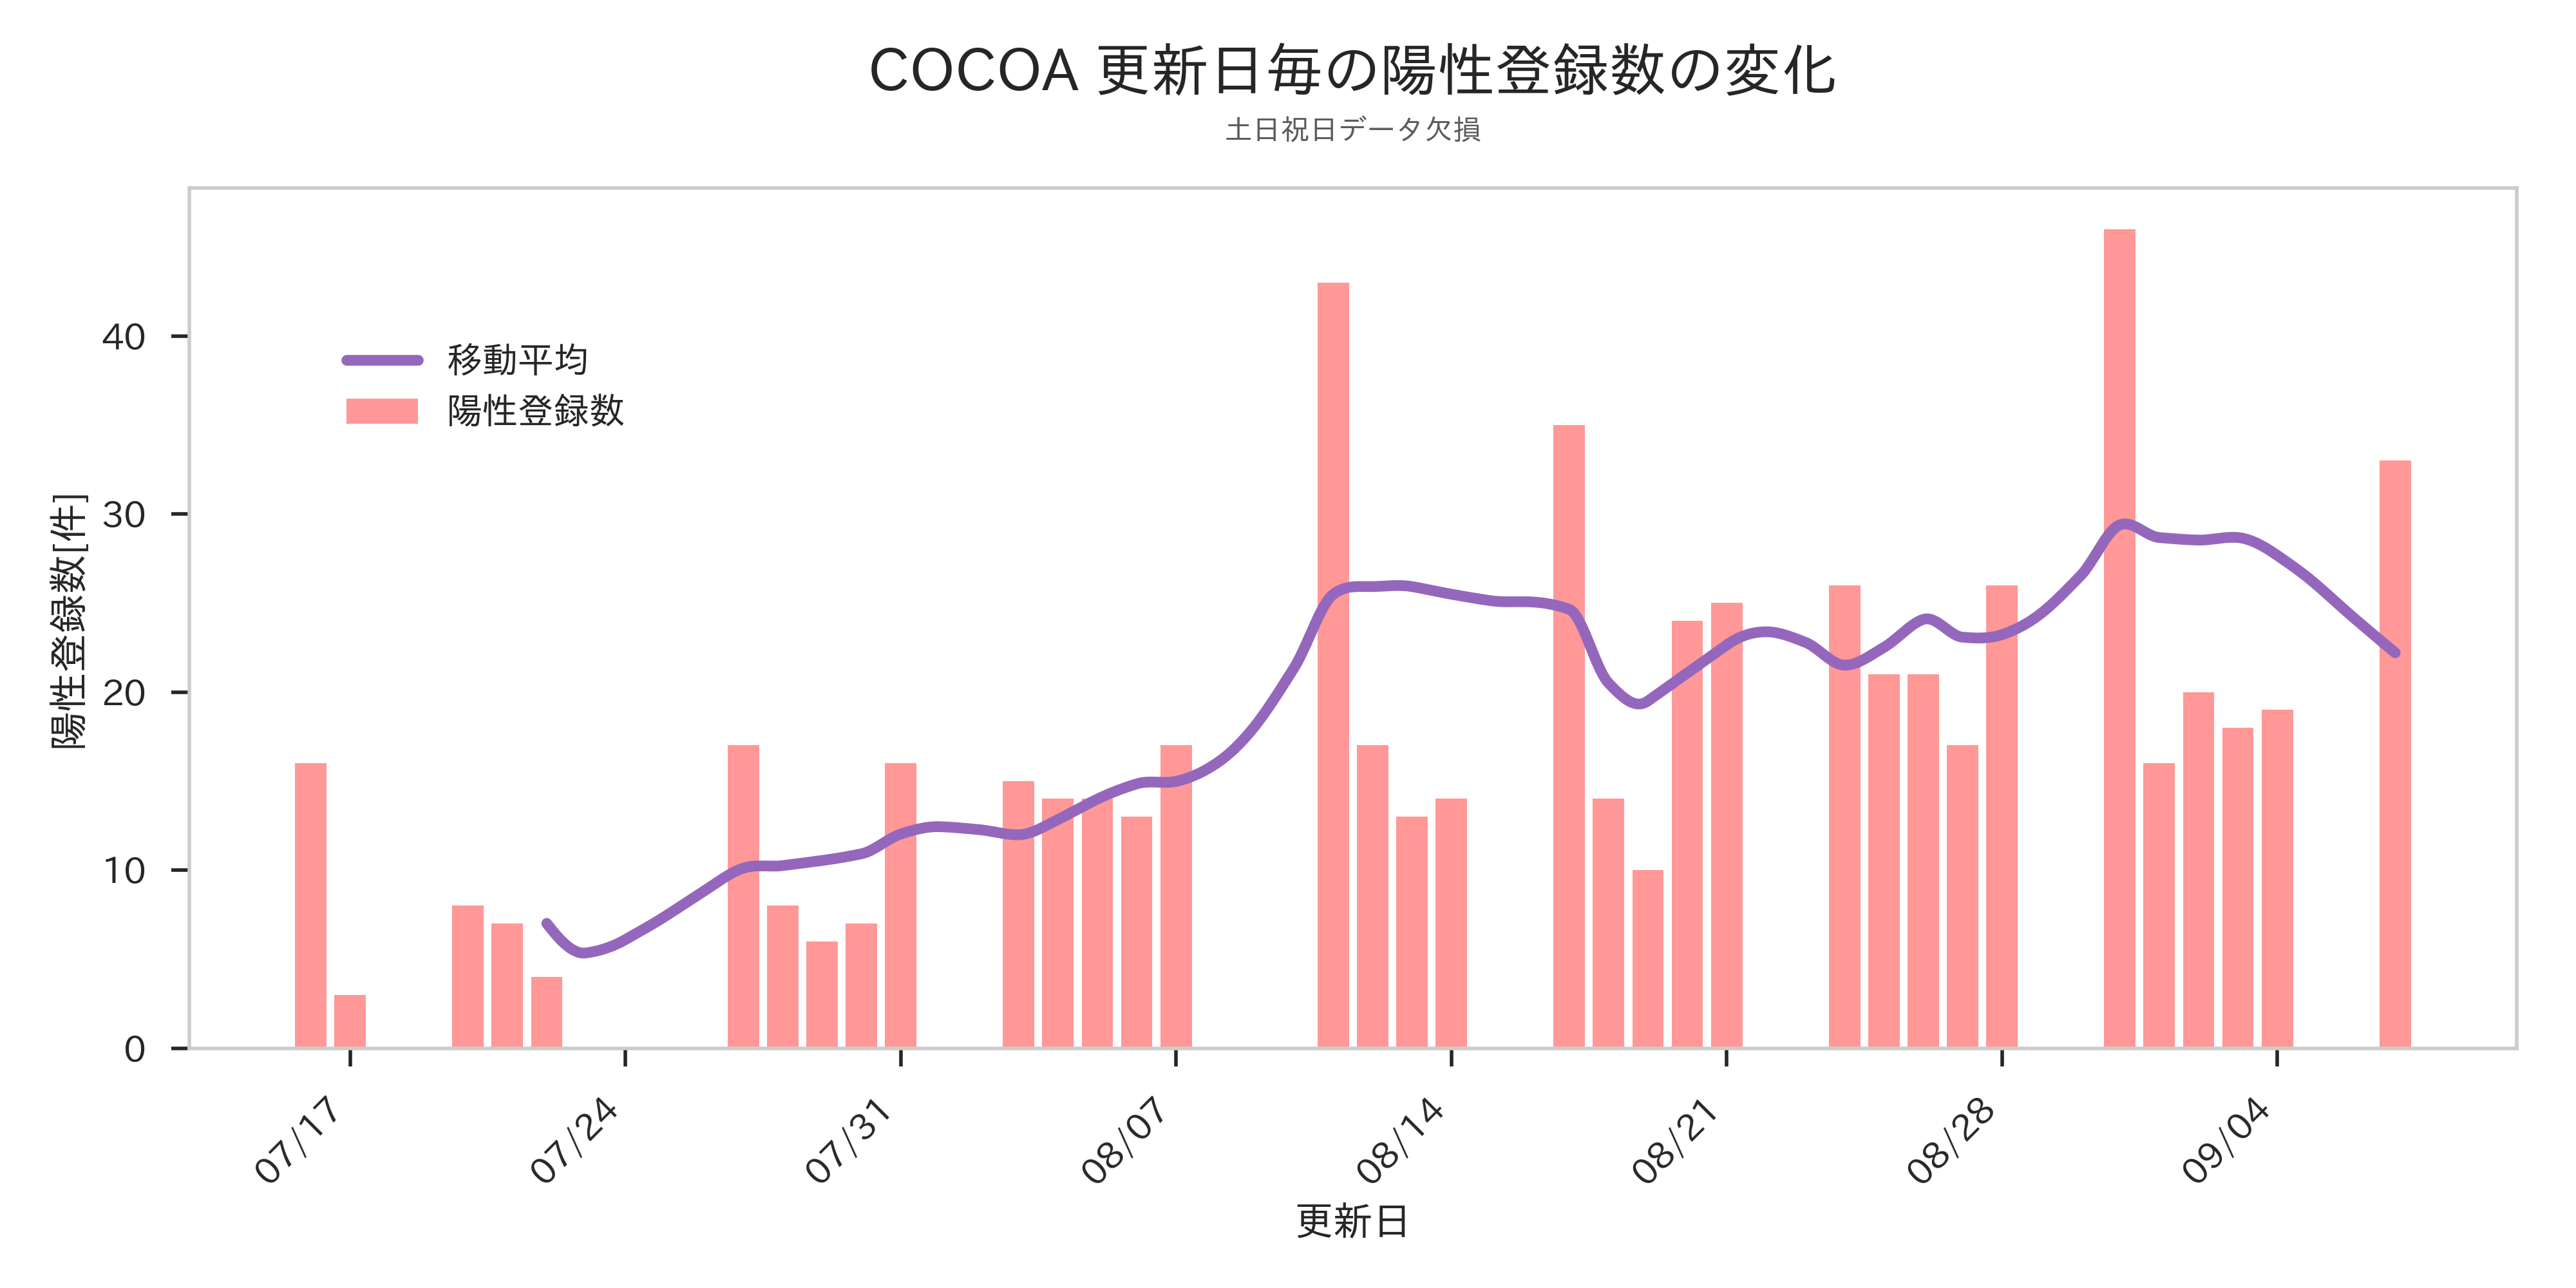 COCOA 更新日毎の陽性登録数の変化
土日祝日データ欠損
陽性登録数[件]
40
30
20
10
0
移動平均
陽性登録数
07/17
07/24
07/31
08/07
08/14
08/21
08/28
09/04
更新日